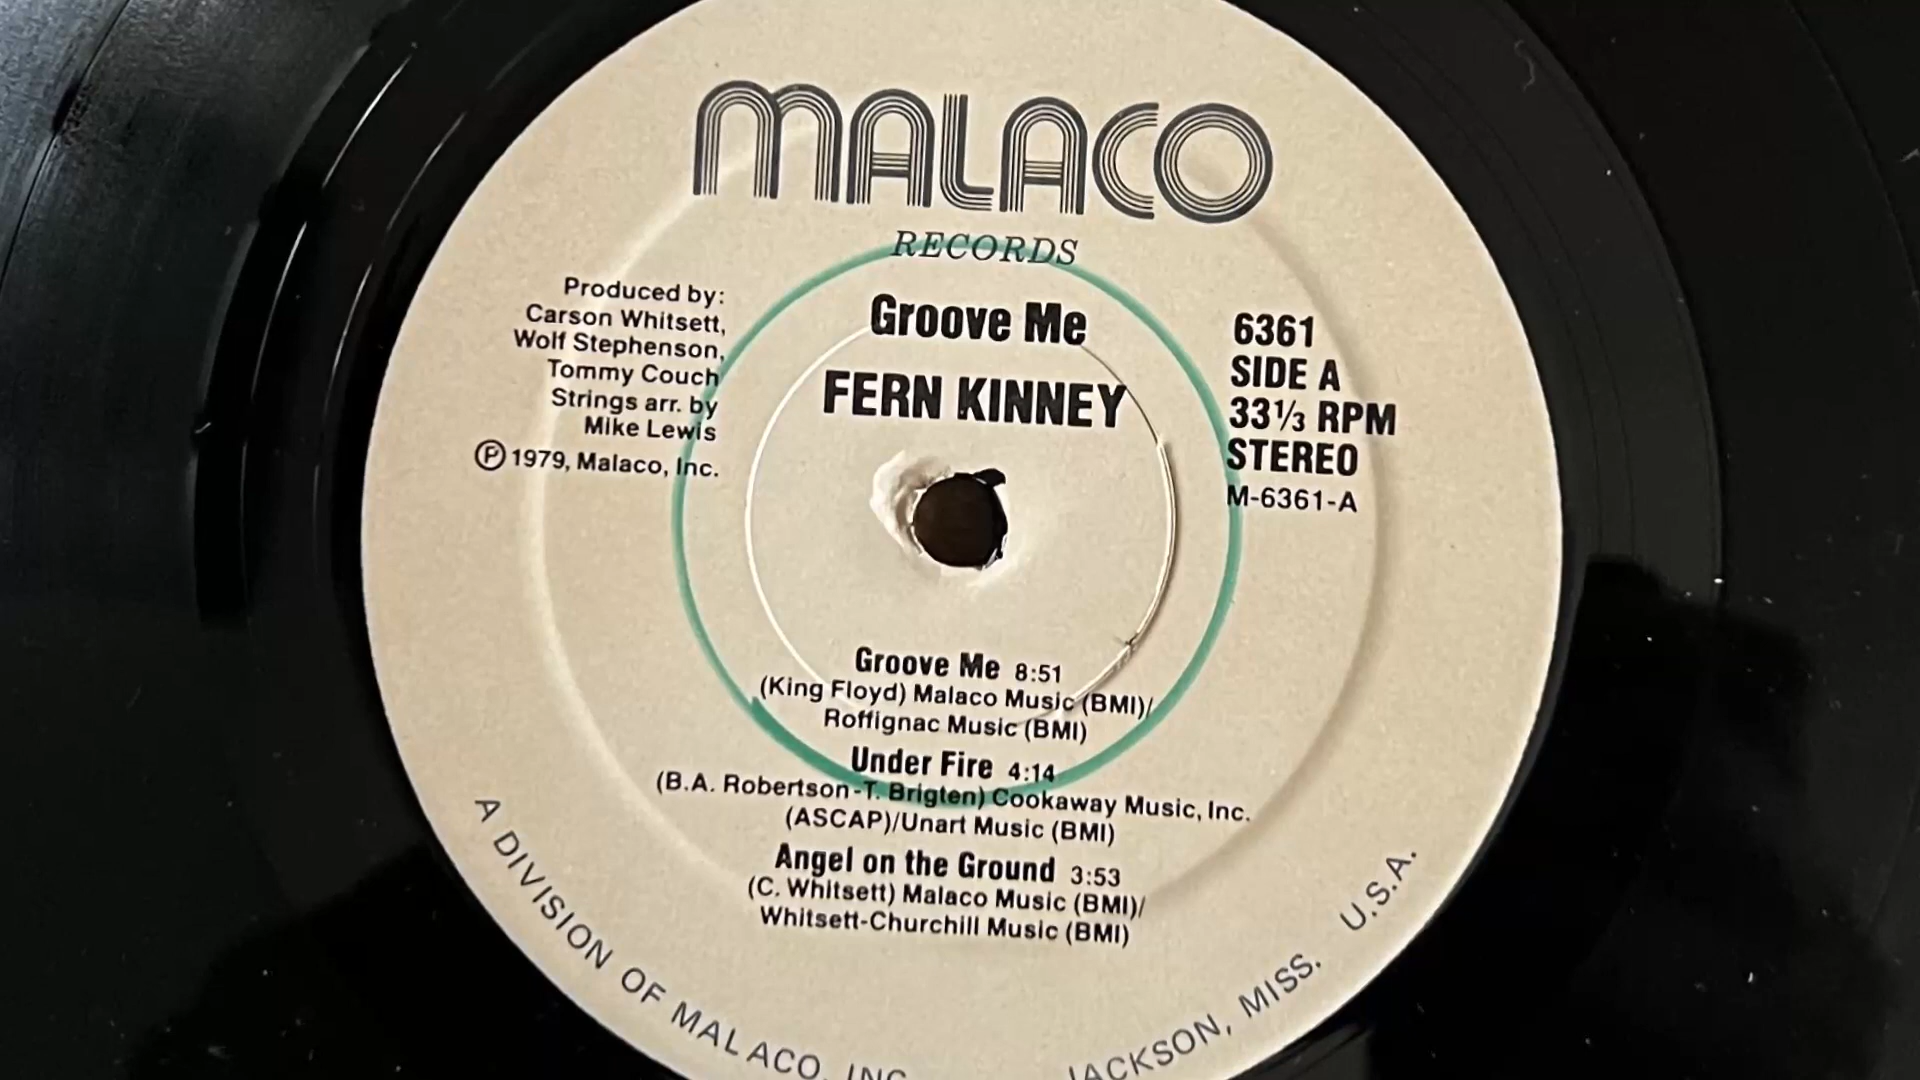 MALACO
RECORDS
Groove Me
FERN KINNEY
Produced by:
Carson Whitsett,
Wolf Stephenson,
Tommy Couch
Strings arr. by
Mike Lewis
Ⓟ 1979, Malaco, Inc.
6361
SIDE A
33⅓ RPM
STEREO
M-6361-A
Groove Me 8:51
(King Floyd) Malaco Music (BMI)/
Roffignac Music (BMI)
Under Fire 4:14
(B.A. Robertson-T. Brigten) Cookaway Music, Inc.
(ASCAP)/Unart Music (BMI)
Angel on the Ground 3:53
(C. Whitsett) Malaco Music (BMI)/
Whitsett-Churchill Music (BMI)
A DIVISION OF MALACO, INC. JACKSON, MISS. U.S.A.